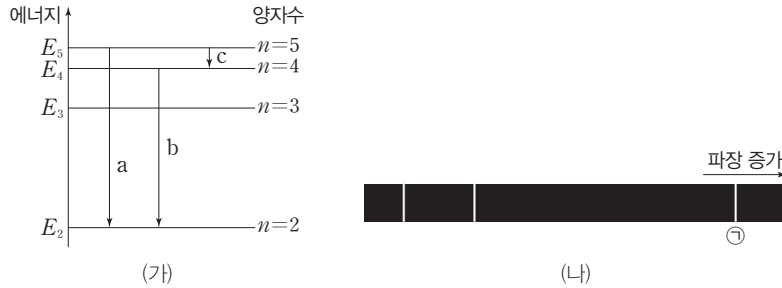 에너지 양자수
E₅ n=5
c
E₄ n=4
E₃ n=3
a b
E₂ n=2
(가)
파장 증가
㉠
(나)